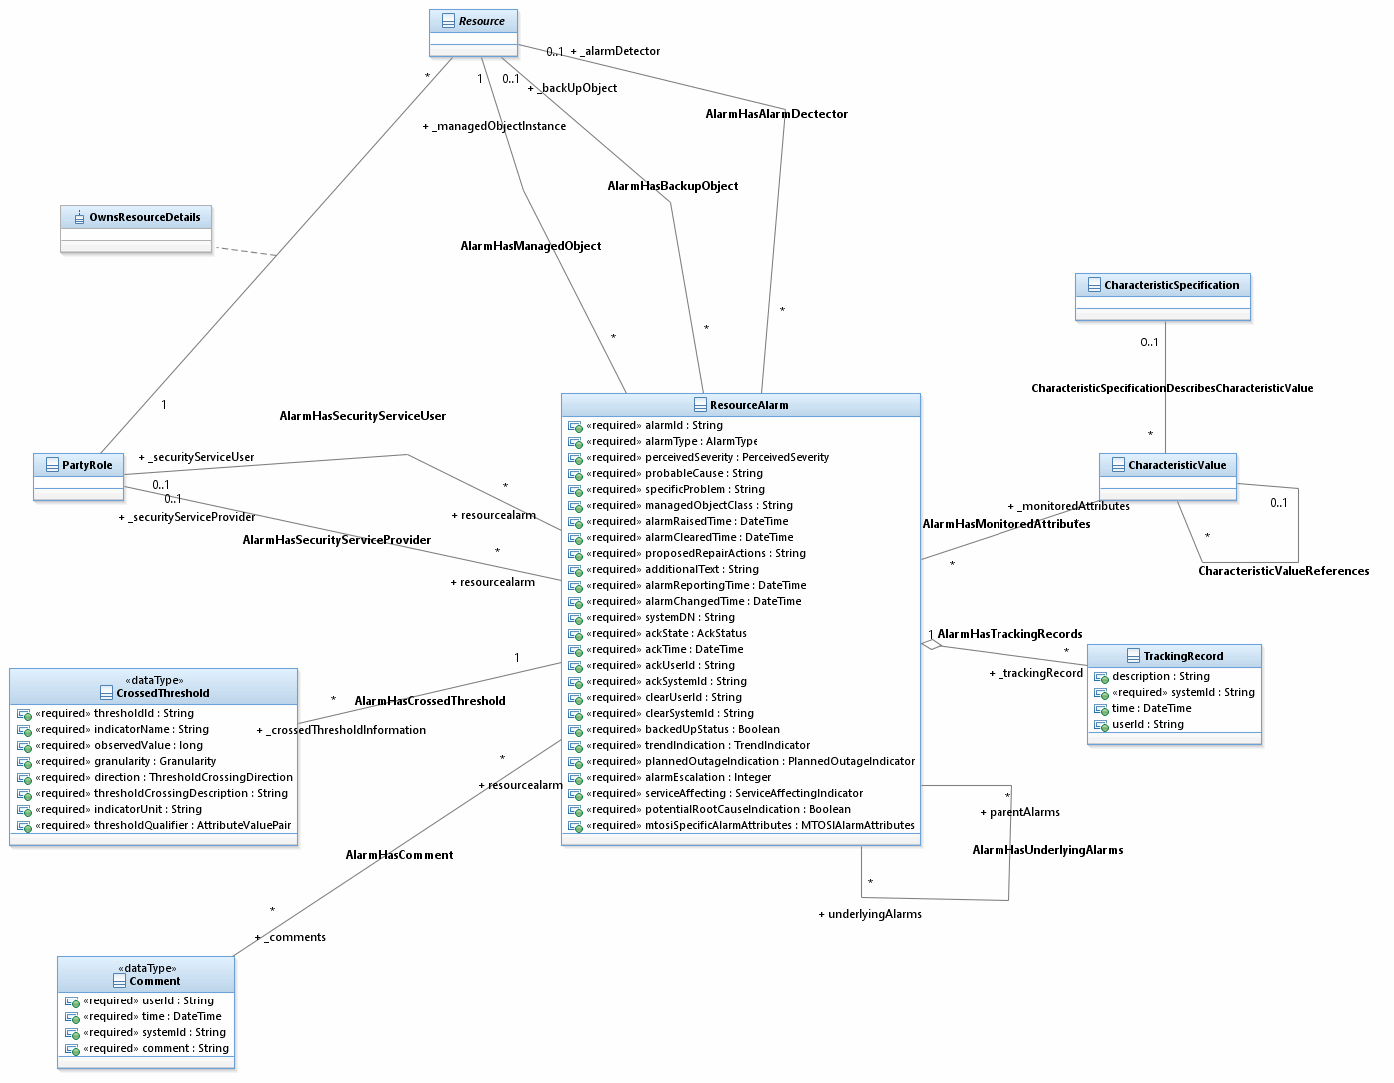 Resource
0..1 + _alarmDetector
*
1
0..1
+ _backUpObject
AlarmHasAlarmDectector
+ _managedObjectInstance
AlarmHasBackupObject
OwnsResourceDetails
AlarmHasManagedObject
CharacteristicSpecification
*
*
*
0..1
CharacteristicSpecificationDescribesCharacteristicValue
1
AlarmHasSecurityServiceUser
*
PartyRole
+ _securityServiceUser
0..1
0..1
*
+ resourcealarm
+ _securityServiceProvider
AlarmHasSecurityServiceProvider
*
+ resourcealarm
ResourceAlarm
«required» alarmId : String
«required» alarmType : AlarmType
«required» perceivedSeverity : PerceivedSeverity
«required» probableCause : String
«required» specificProblem : String
«required» managedObjectClass : String
«required» alarmRaisedTime : DateTime
«required» alarmClearedTime : DateTime
«required» proposedRepairActions : String
«required» additionalText : String
«required» alarmReportingTime : DateTime
«required» alarmChangedTime : DateTime
«required» systemDN : String
«required» ackState : AckStatus
«required» ackTime : DateTime
«required» ackUserId : String
«required» ackSystemId : String
«required» clearUserId : String
«required» clearSystemId : String
«required» backedUpStatus : Boolean
«required» trendIndication : TrendIndicator
«required» plannedOutageIndication : PlannedOutageIndicator
«required» alarmEscalation : Integer
«required» serviceAffecting : ServiceAffectingIndicator
«required» potentialRootCauseIndication : Boolean
«required» mtosiSpecificAlarmAttributes : MTOSIAlarmAttributes
CharacteristicValue
+ _monitoredAttributes
*
AlarmHasMonitoredAttributes
*
0..1
*
CharacteristicValueReferences
1
AlarmHasTrackingRecords
*
+ _trackingRecord
TrackingRecord
description : String
«required» systemId : String
time : DateTime
userId : String
1
*
AlarmHasCrossedThreshold
+ _crossedThresholdInformation
«dataType»
CrossedThreshold
«required» thresholdId : String
«required» indicatorName : String
«required» observedValue : long
«required» granularity : Granularity
«required» direction : ThresholdCrossingDirection
«required» thresholdCrossingDescription : String
«required» indicatorUnit : String
«required» thresholdQualifier : AttributeValuePair
*
+ resourcealarm
AlarmHasComment
*
+ _comments
*
+ parentAlarms
AlarmHasUnderlyingAlarms
*
+ underlyingAlarms
«dataType»
Comment
«required» userId : String
«required» time : DateTime
«required» systemId : String
«required» comment : String